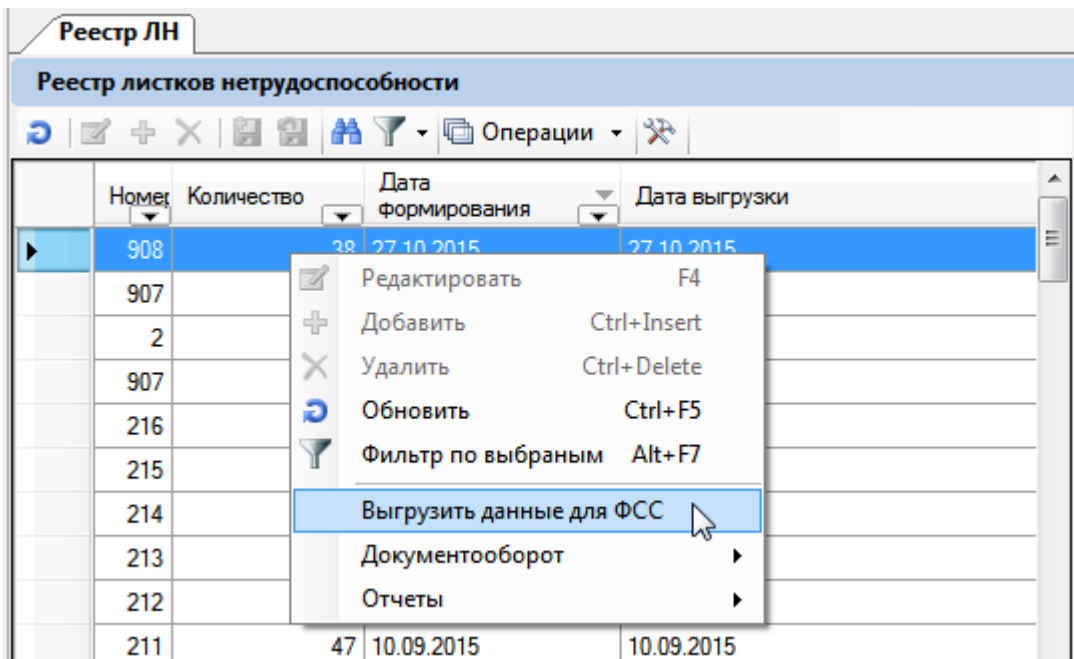 Реестр ЛН
Реестр листков нетрудоспособности
Операции
Номер Количество Дата формирования Дата выгрузки
908 38 27.10.2015 27.10.2015
907
2
907
216
215
214
213
212
211 47 10.09.2015 10.09.2015
Редактировать F4
Добавить Ctrl+Insert
Удалить Ctrl+Delete
Обновить Ctrl+F5
Фильтр по выбраным Alt+F7
Выгрузить данные для ФСС
Документооборот
Отчеты